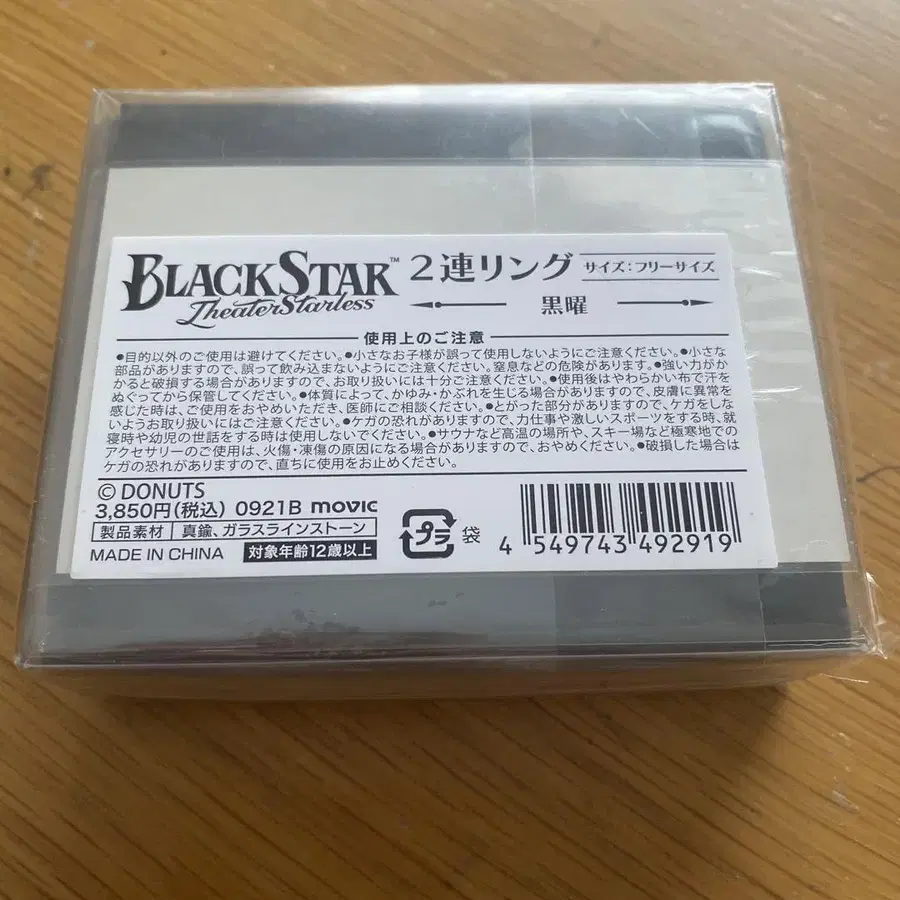 BLACKSTAR™
TheaterStarless
2連リング サイズ:フリーサイズ
黒曜
使用上のご注意
●目的以外のご使用は避けてください。●小さなお子様が誤って使用しないようにご注意ください。●小さな
部品がありますので、誤って飲み込まないようにご注意ください。窒息などの危険があります。●強い力がか
かると破損する場合がありますので、お取り扱いには十分ご注意ください。●使用後はやわらかい布で汗を
ぬぐってから保管してください。●体質によって、かゆみ・かぶれを生じる場合がありますので、皮膚に異常を
感じた時は、ご使用をおやめいただき、医師にご相談ください。●とがった部分がありますので、ケガをしな
いようお取り扱いにはご注意ください。●ケガの恐れがありますので、力仕事や激しいスポーツをする時、就
寝時や幼児の世話をする時は使用しないでください。●サウナなど高温の場所や、スキー場など極寒地での
アクセサリーのご使用は、火傷・凍傷の原因になる場合がありますので、おやめください。●破損した場合は
ケガの恐れがありますので、直ちに使用をお止めください。
© DONUTS
3,850円(税込) 0921B movic
製品素材 真鍮、ガラスラインストーン
MADE IN CHINA 対象年齢12歳以上
プラ 袋
4 549743 492919